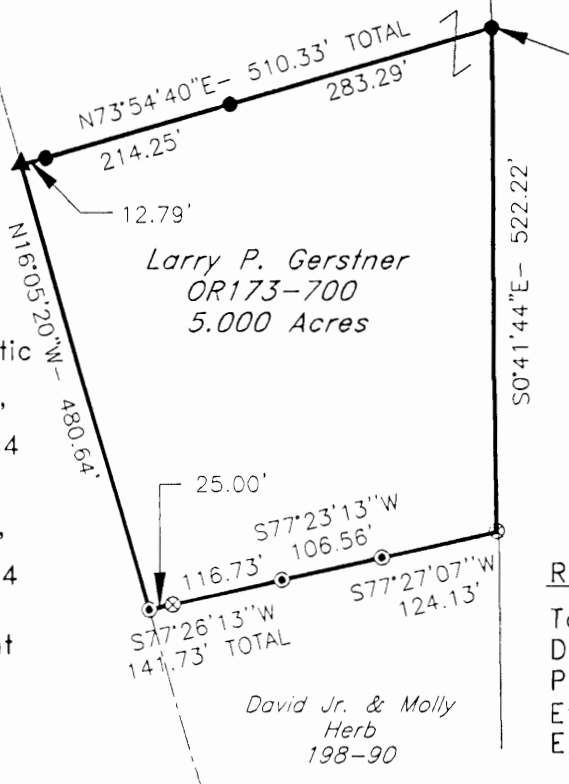 N73°54'40"E- 510.33' TOTAL
283.29'
214.25'
12.79'
N16°05'20"W- 480.64'
S0°41'44"E- 522.22'
Larry P. Gerstner
OR173-700
5.000 Acres
tic
,
4
,
4
t
25.00'
S77°23'13''W
106.56'
116.73'
S77°27'07''W
124.13'
S77°26'13''W
141.73' TOTAL
David Jr. & Molly
Herb
198-90
R
Ta
D
P
E
E